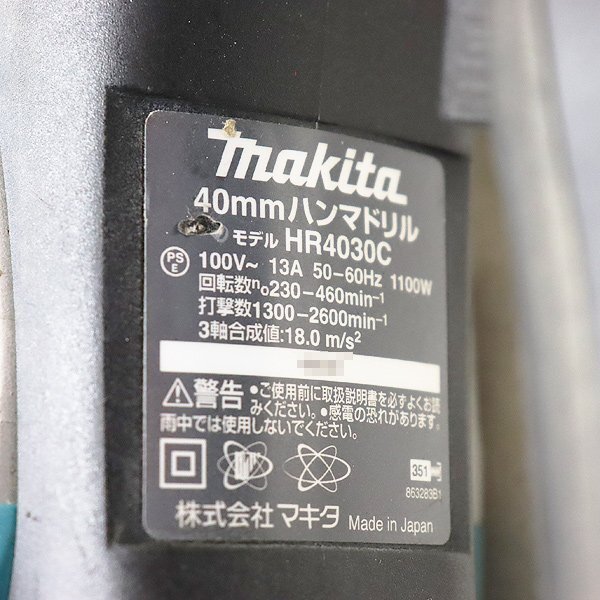 makita
40mmハンマドリル
モデル HR4030C
PS E 100V~ 13A 50-60Hz 1100W
回転数n₀230-460min⁻¹
打撃数1300-2600min⁻¹
3軸合成値:18.0 m/s²
警告 •ご使用前に取扱説明書を必ずよくお読
みください。•感電の恐れがあります。
雨中では使用しないでください。
351
863283B1
株式会社 マキタ Made in Japan